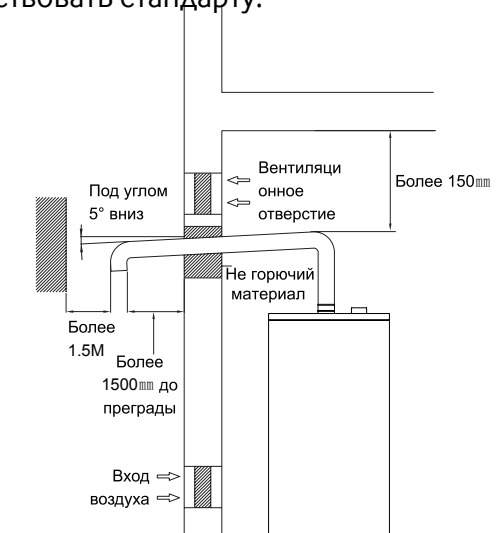 ствовать стандарту.
Вентиляци
онное
отверстие
Более 150㎜
Под углом
5° вниз
Не горючий
материал
Более
1.5М
Более
1500㎜ до
преграды
Вход
воздуха